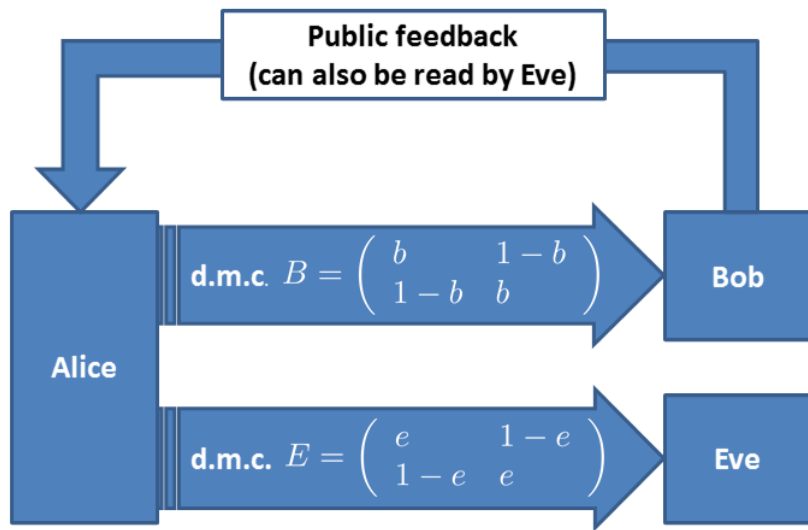 Public feedback
(can also be read by Eve)
d.m.c. B = ( b 1 − b
1 − b b )
Bob
Alice
d.m.c. E = ( e 1 − e
1 − e e )
Eve